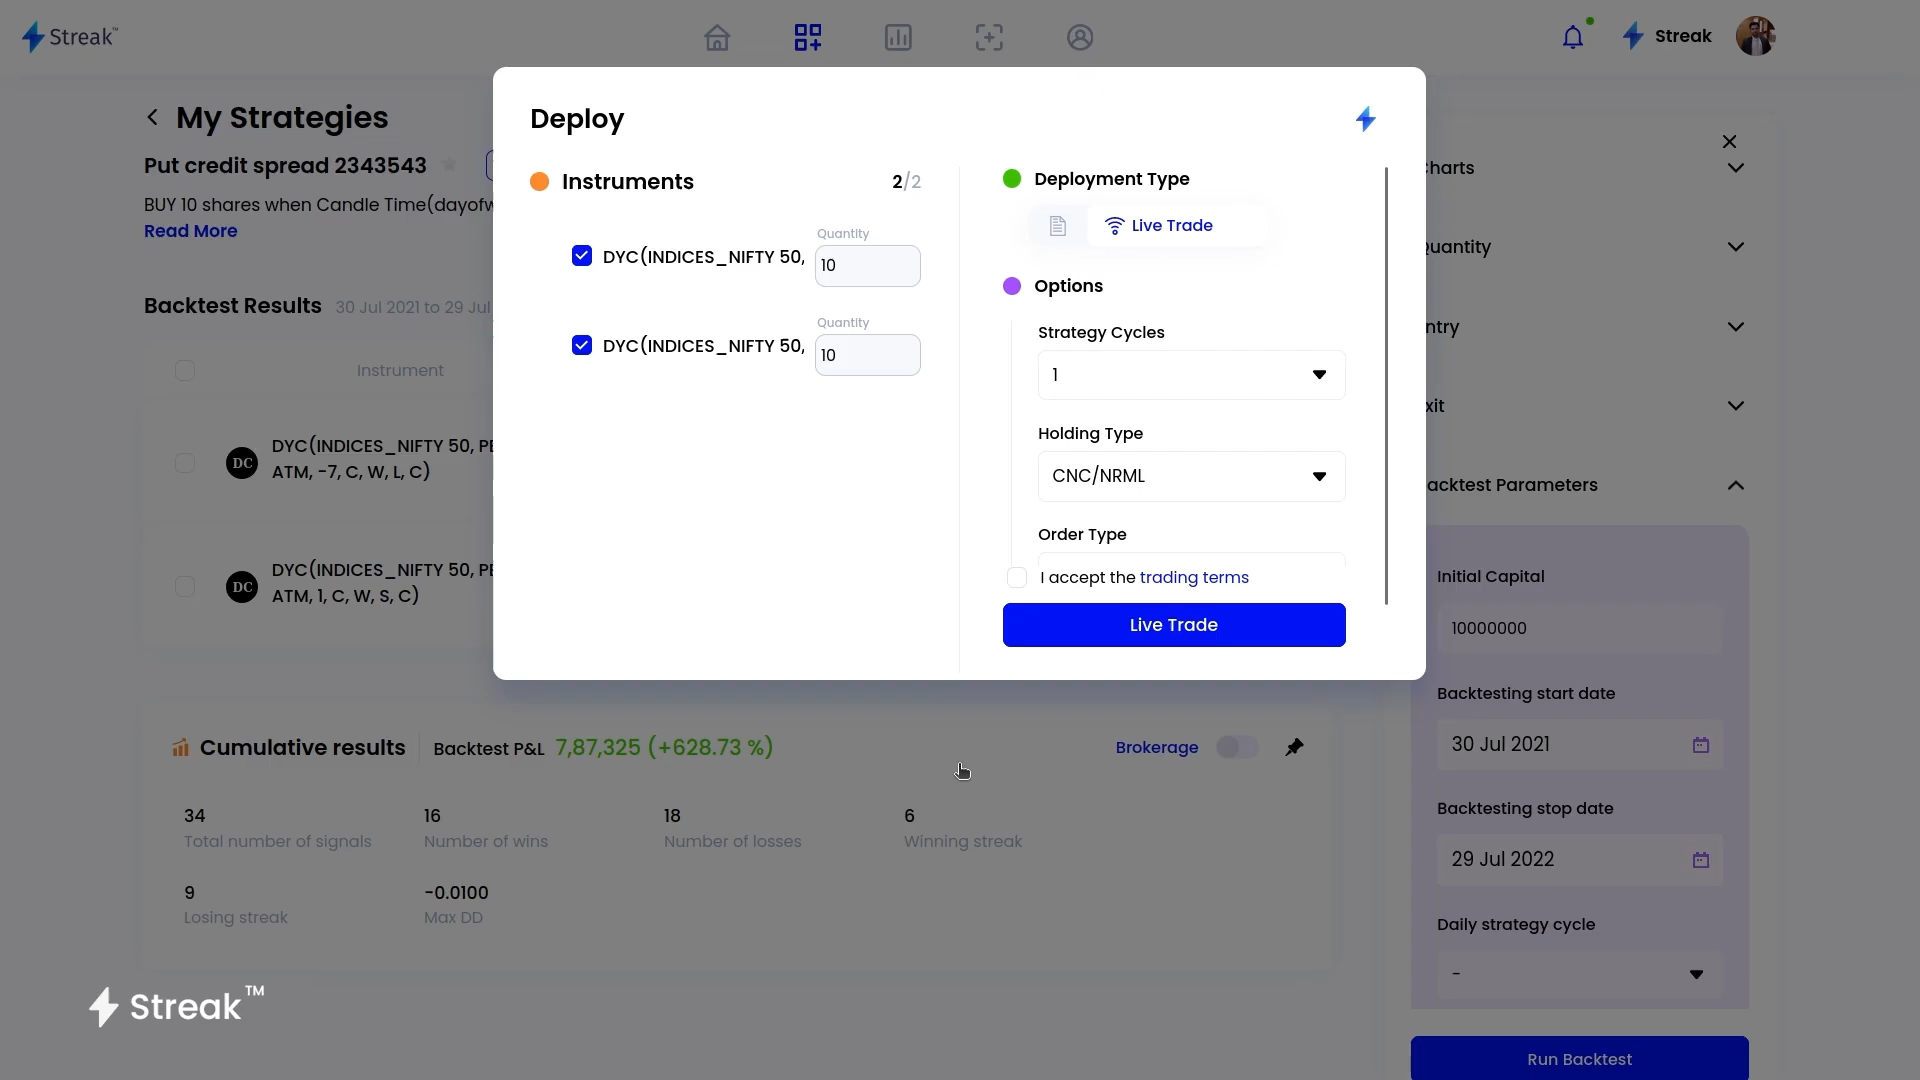 Streak™
Streak
My Strategies
Put credit spread 2343543
BUY 10 shares when Candle Time(dayofw
Read More
Backtest Results 30 Jul 2021 to 29 Jul
Instrument
DC
DYC(INDICES_NIFTY 50, PE
ATM, -7, C, W, L, C)
DC
DYC(INDICES_NIFTY 50, PE
ATM, 1, C, W, S, C)
Deploy
Instruments 2/2
Quantity
DYC(INDICES_NIFTY 50, 10
Quantity
DYC(INDICES_NIFTY 50, 10
Deployment Type
Live Trade
Options
Strategy Cycles
1
Holding Type
CNC/NRML
Order Type
I accept the trading terms
Live Trade
Charts
Quantity
ntry
xit
acktest Parameters
Initial Capital
10000000
Backtesting start date
30 Jul 2021
Backtesting stop date
29 Jul 2022
Daily strategy cycle
-
Run Backtest
Cumulative results Backtest P&L 7,87,325 (+628.73 %) Brokerage
34 16 18 6
Total number of signals Number of wins Number of losses Winning streak
9 -0.0100
Losing streak Max DD
Streak™